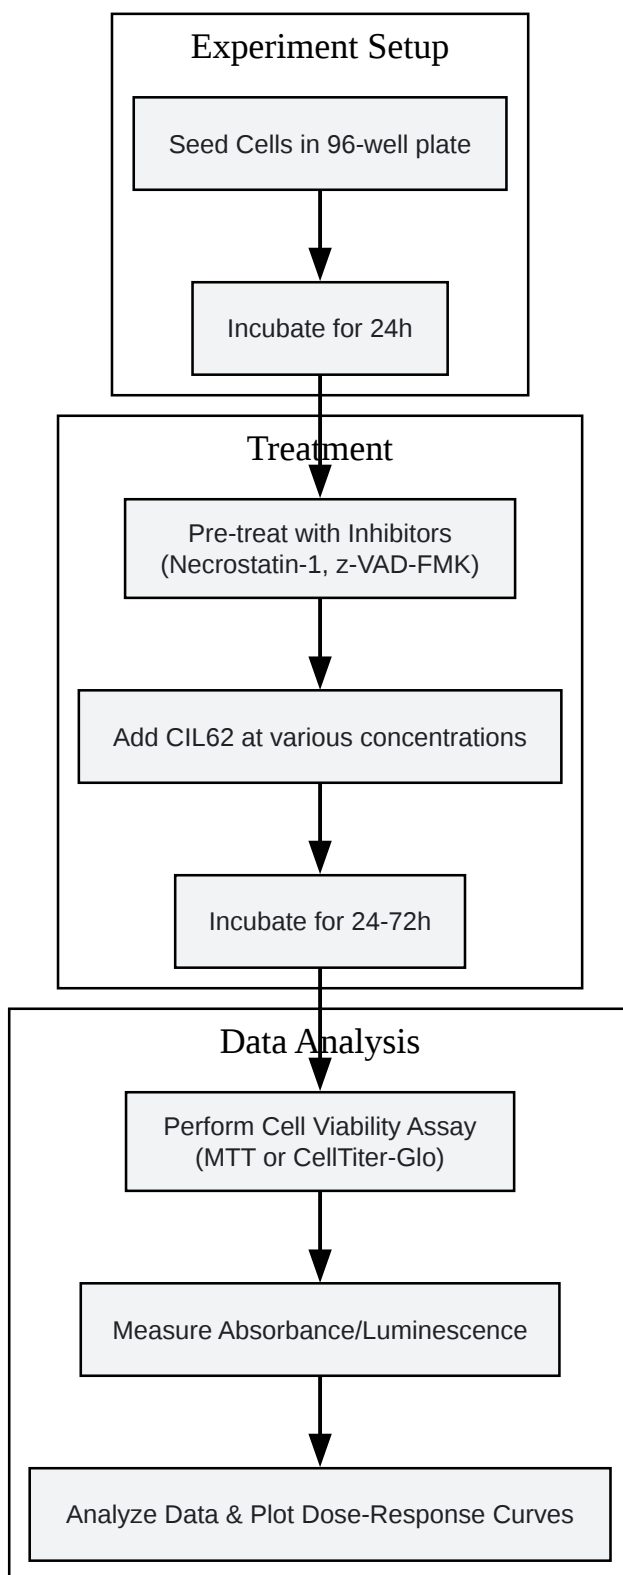 Experiment Setup
Seed Cells in 96-well plate
Incubate for 24h
Treatment
Pre-treat with Inhibitors
(Necrostatin-1, z-VAD-FMK)
Add CIL62 at various concentrations
Incubate for 24-72h
Data Analysis
Perform Cell Viability Assay
(MTT or CellTiter-Glo)
Measure Absorbance/Luminescence
Analyze Data & Plot Dose-Response Curves